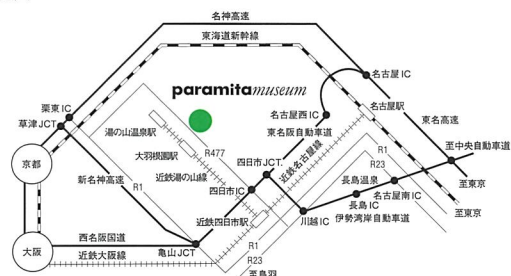 名神高速
東海道新幹線
paramita museum
名古屋IC
栗東IC
草津JCT
名古屋駅
湯の山温泉駅
名古屋西IC
東名高速
東名阪自動車道
R477
大羽根園駅
四日市JCT.
近鉄名古屋線
至中央自動車道
京都
R1
近鉄湯の山線
R1
R23
新名神高速
四日市IC
長島温泉
至東京
名古屋南IC
長島IC
近鉄四日市駅
川越IC
伊勢湾岸自動車道
至東京
大阪
西名阪国道
亀山JCT
R1
近鉄大阪線
R23
至鳥羽